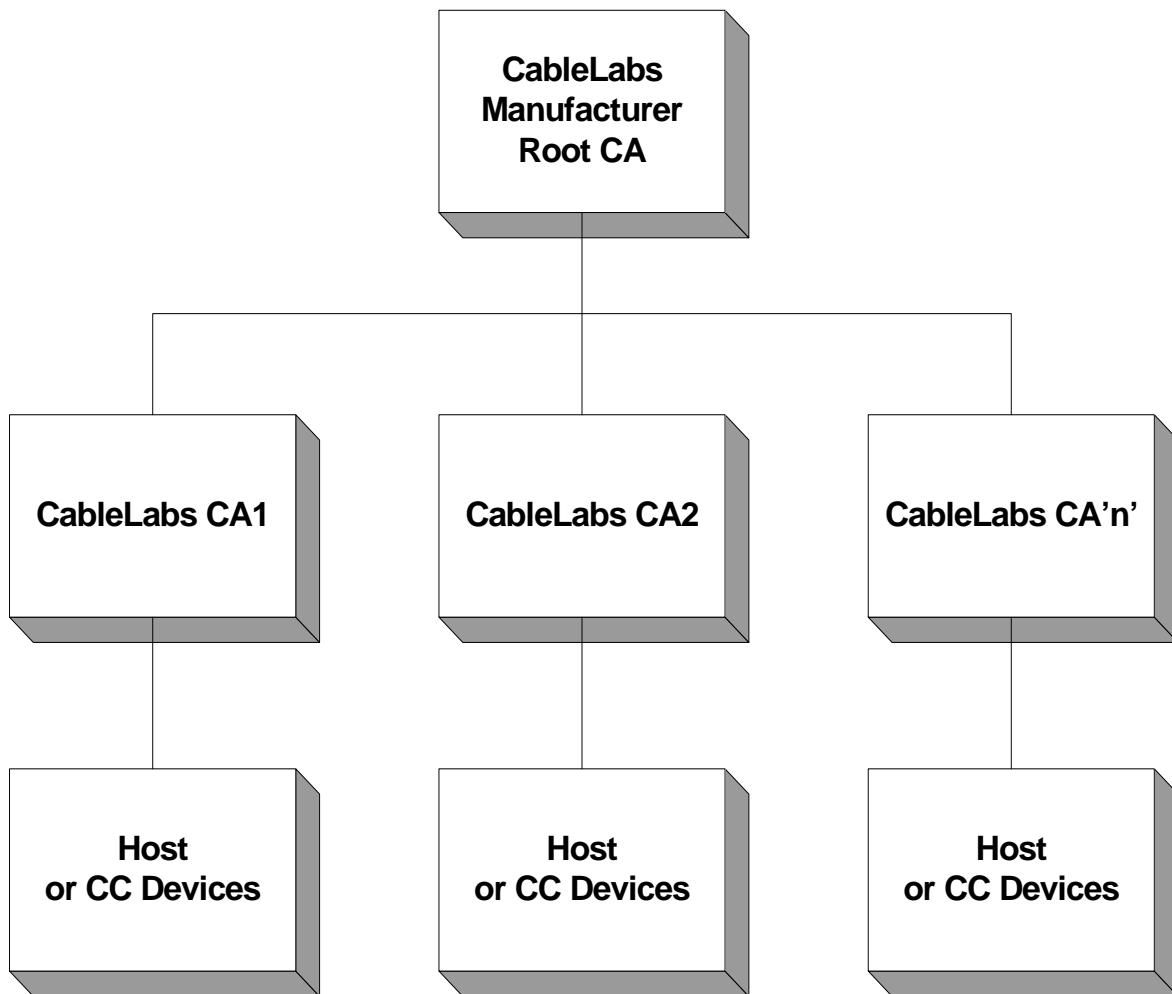 CableLabs
Manufacturer
Root CA
CableLabs CA1
CableLabs CA2
CableLabs CA’n’
Host
or CC Devices
Host
or CC Devices
Host
or CC Devices